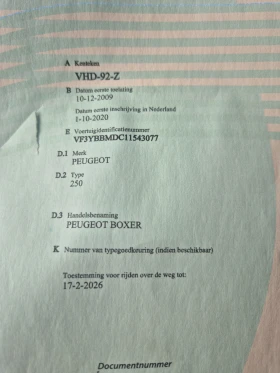 A Kenteken
VHD-92-Z
B Datum eerste toelating
10-12-2009
Datum eerste inschrijving in Nederland
1-10-2020
E Voertuigidentificatienummer
VF3YBBMDC11543077
D.1 Merk
PEUGEOT
D.2 Type
250
D.3 Handelsbenaming
PEUGEOT BOXER
K Nummer van typegoedkeuring (indien beschikbaar)
Toestemming voor rijden over de weg tot:
17-2-2026
Documentnummer